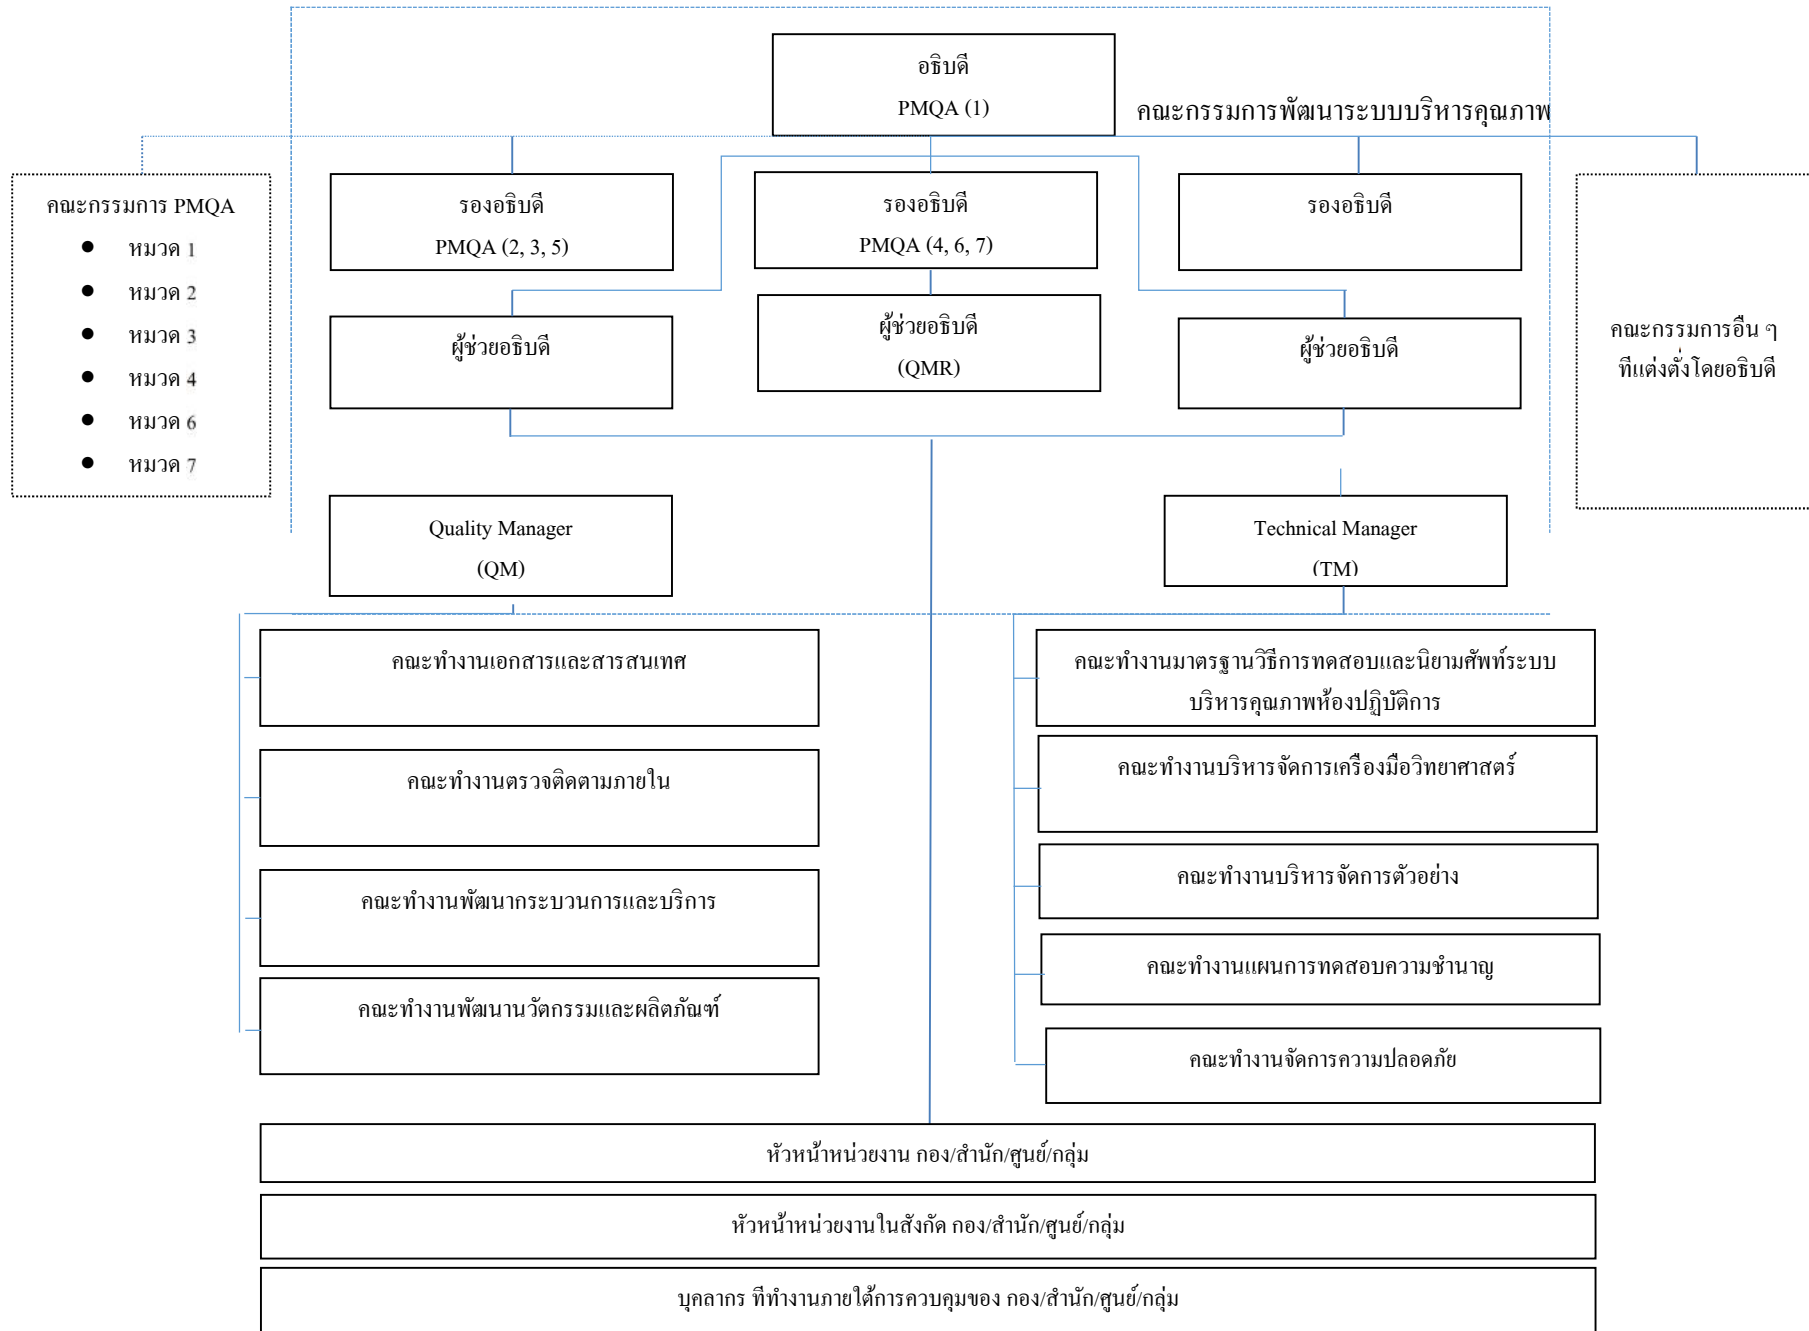 อธิบดี
PMQA (1)
คณะกรรมการพัฒนาระบบบริหารคุณภาพ
คณะกรรมการ PMQA
● หมวด 1
● หมวด 2
● หมวด 3
● หมวด 4
● หมวด 6
● หมวด 7
รองอธิบดี
PMQA (2, 3, 5)
รองอธิบดี
PMQA (4, 6, 7)
รองอธิบดี
ผู้ช่วยอธิบดี
ผู้ช่วยอธิบดี
(QMR)
ผู้ช่วยอธิบดี
คณะกรรมการอื่น ๆ
ที่แต่งตั้งโดยอธิบดี
Quality Manager
(QM)
Technical Manager
(TM)
คณะทำงานเอกสารและสารสนเทศ
คณะทำงานตรวจติดตามภายใน
คณะทำงานพัฒนากระบวนการและบริการ
คณะทำงานพัฒนานวัตกรรมและผลิตภัณฑ์
คณะทำงานมาตรฐานวิธีการทดสอบและนิยามศัพท์ระบบ
บริหารคุณภาพห้องปฏิบัติการ
คณะทำงานบริหารจัดการเครื่องมือวิทยาศาสตร์
คณะทำงานบริหารจัดการตัวอย่าง
คณะทำงานแผนการทดสอบความชำนาญ
คณะทำงานจัดการความปลอดภัย
หัวหน้าหน่วยงาน กอง/สำนัก/ศูนย์/กลุ่ม
หัวหน้าหน่วยงานในสังกัด กอง/สำนัก/ศูนย์/กลุ่ม
บุคลากร ที่ทำงานภายใต้การควบคุมของ กอง/สำนัก/ศูนย์/กลุ่ม